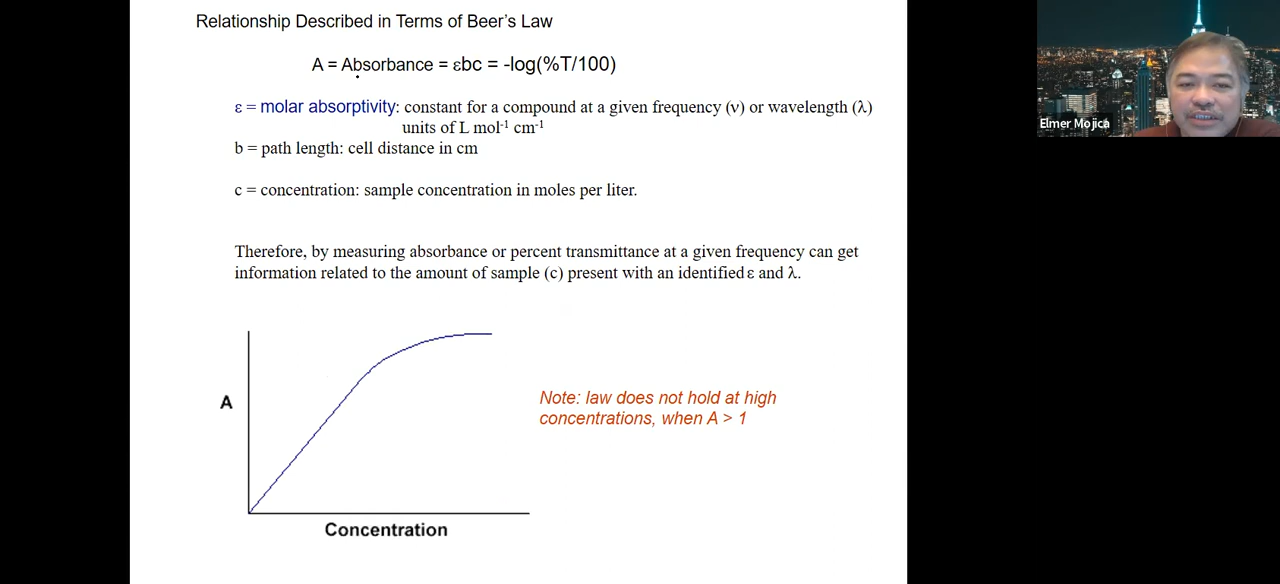 Relationship Described in Terms of Beer's Law
A = Absorbance = εbc = -log(%T/100)
ε = molar absorptivity: constant for a compound at a given frequency (ν) or wavelength (λ)
units of L mol⁻¹ cm⁻¹
b = path length: cell distance in cm
c = concentration: sample concentration in moles per liter.
Therefore, by measuring absorbance or percent transmittance at a given frequency can get
information related to the amount of sample (c) present with an identified ε and λ.
A
Note: law does not hold at high
concentrations, when A > 1
Concentration
Elmer Mojica